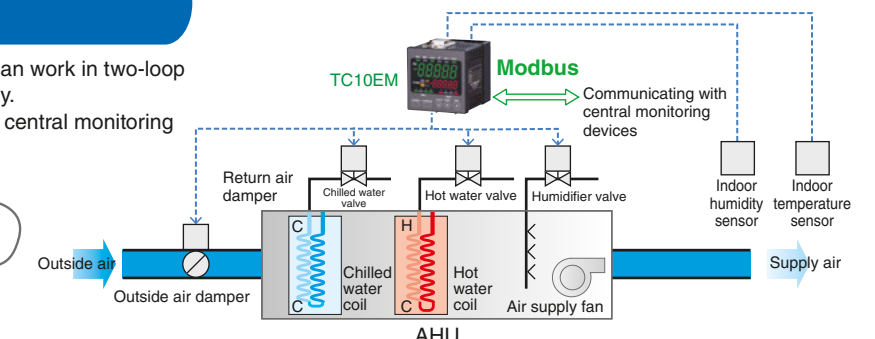 an work in two-loop
y.
central monitoring
TC10EM
Modbus
Communicating with
central monitoring
devices
Return air
damper
Chilled water
valve
Hot water valve
Humidifier valve
Indoor
humidity
sensor
Indoor
temperature
sensor
Outside air
Outside air damper
C
C
Chilled
water
coil
H
C
Hot
water
coil
Air supply fan
Supply air
AHU